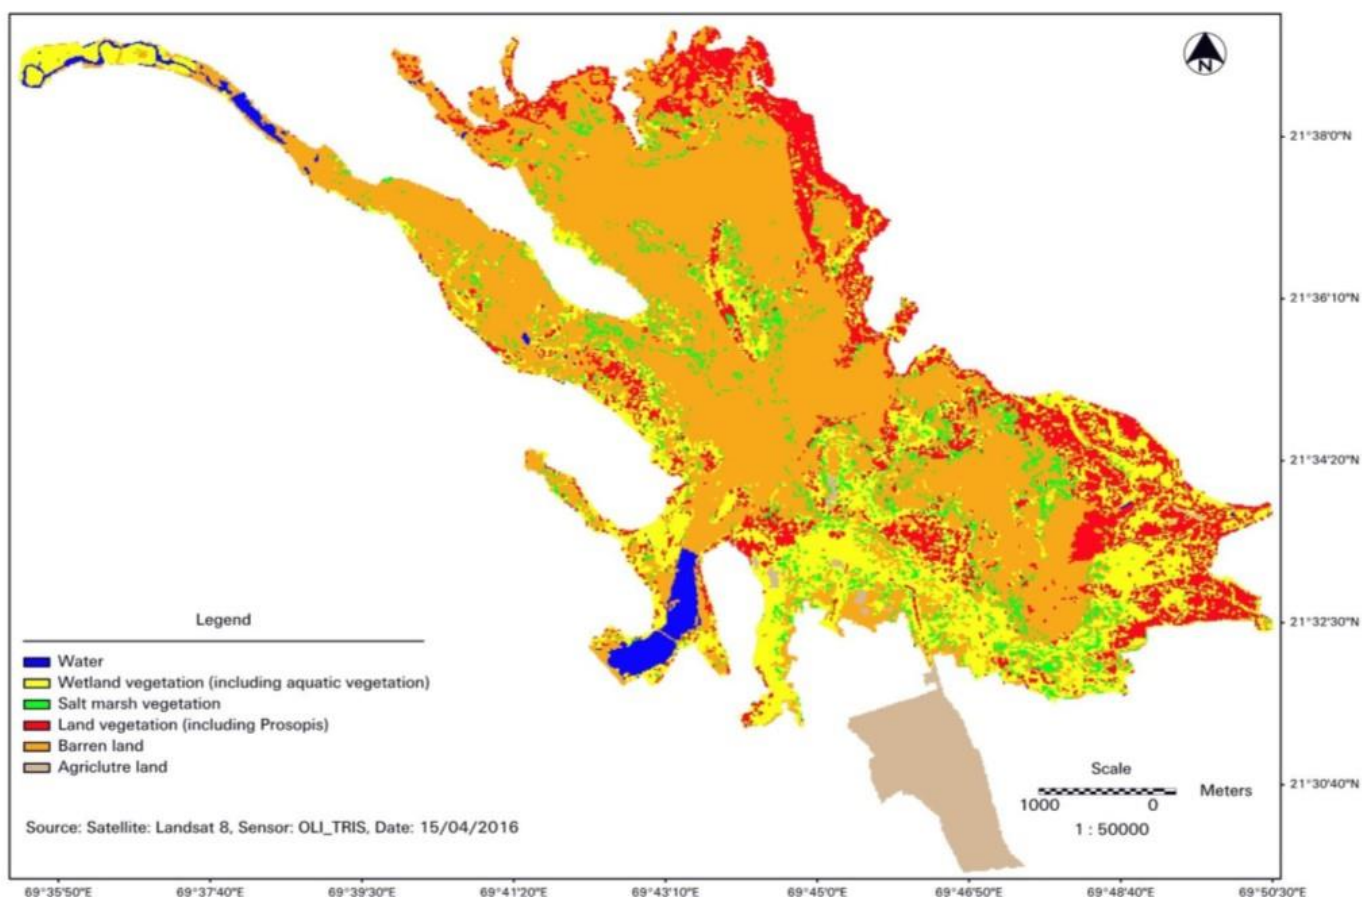 N
21°38'0"N
21°36'10"N
21°34'20"N
21°32'30"N
21°30'40"N
Legend
Water
Wetland vegetation (including aquatic vegetation)
Salt marsh vegetation
Land vegetation (including Prosopis)
Barren land
Agriclutre land
Scale
1000 0 Meters
1 : 50000
Source: Satellite: Landsat 8, Sensor: OLI_TRIS, Date: 15/04/2016
69°35'50"E 69°37'40"E 69°39'30"E 69°41'20"E 69°43'10"E 69°45'0"E 69°46'50"E 69°48'40"E 69°50'30"E